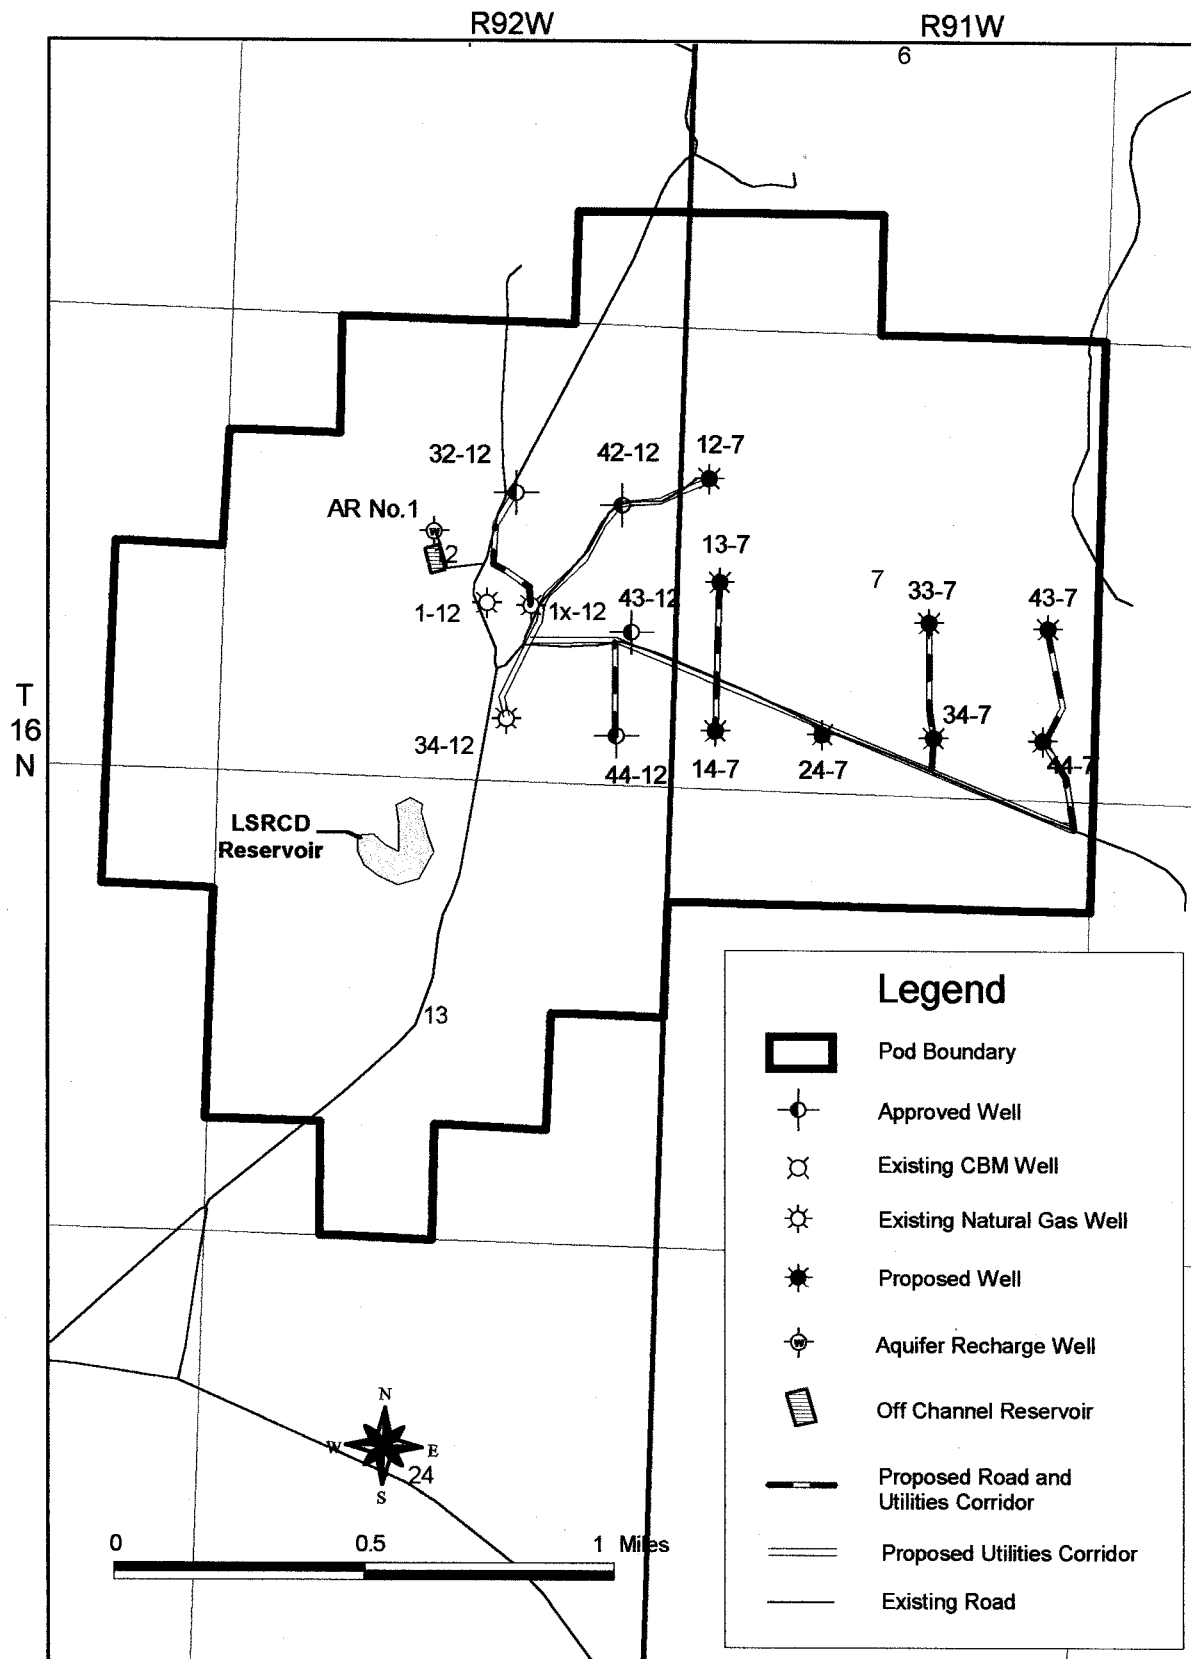 R92W
R91W
6
32-12
42-12
12-7
AR No.1
W
12
13-7
7
33-7
43-7
1-12
1x-12
43-12
T
16
N
34-12
44-12
14-7
24-7
34-7
44-7
LSRCD
Reservoir
13
Legend
Pod Boundary
Approved Well
Existing CBM Well
Existing Natural Gas Well
Proposed Well
W
Aquifer Recharge Well
Off Channel Reservoir
Proposed Road and
Utilities Corridor
Proposed Utilities Corridor
Existing Road
N
W
E
S
24
0 0.5 1 Miles